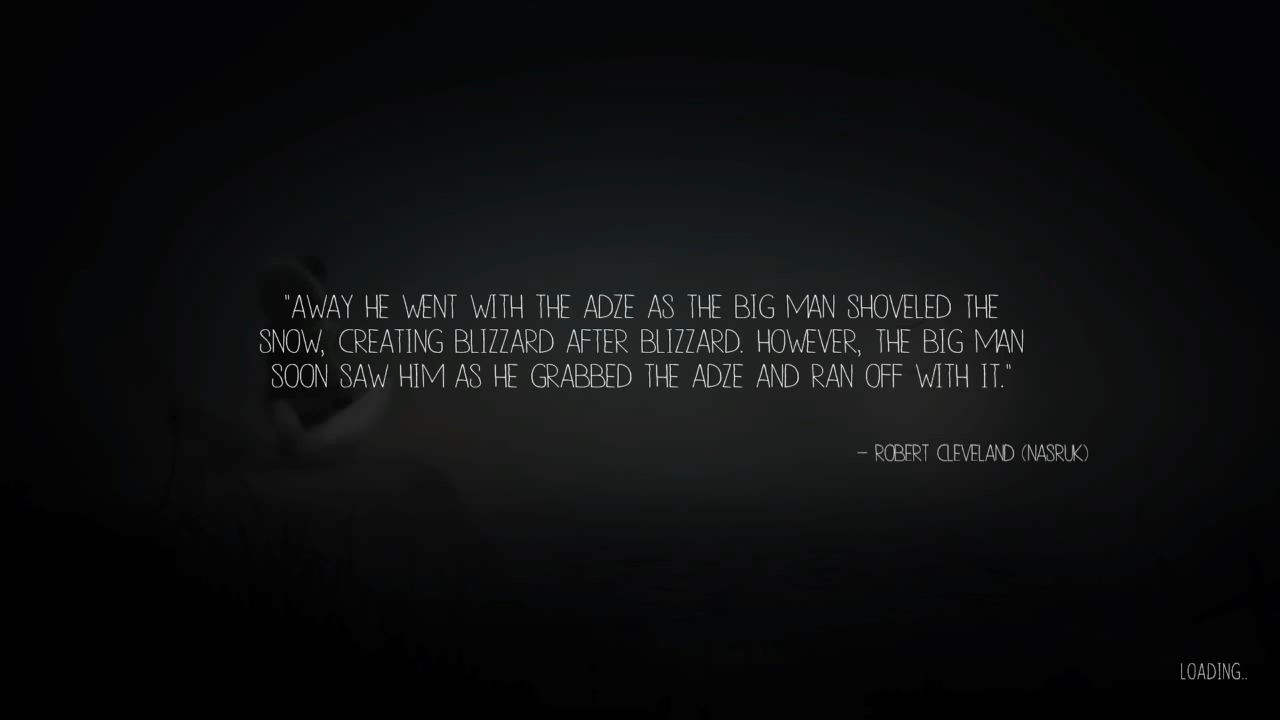 "AWAY HE WENT WITH THE ADZE AS THE BIG MAN SHOVELED THE
SNOW, CREATING BLIZZARD AFTER BLIZZARD. HOWEVER, THE BIG MAN
SOON SAW HIM AS HE GRABBED THE ADZE AND RAN OFF WITH IT."
- ROBERT CLEVELAND (NASRUK)
LOADING..